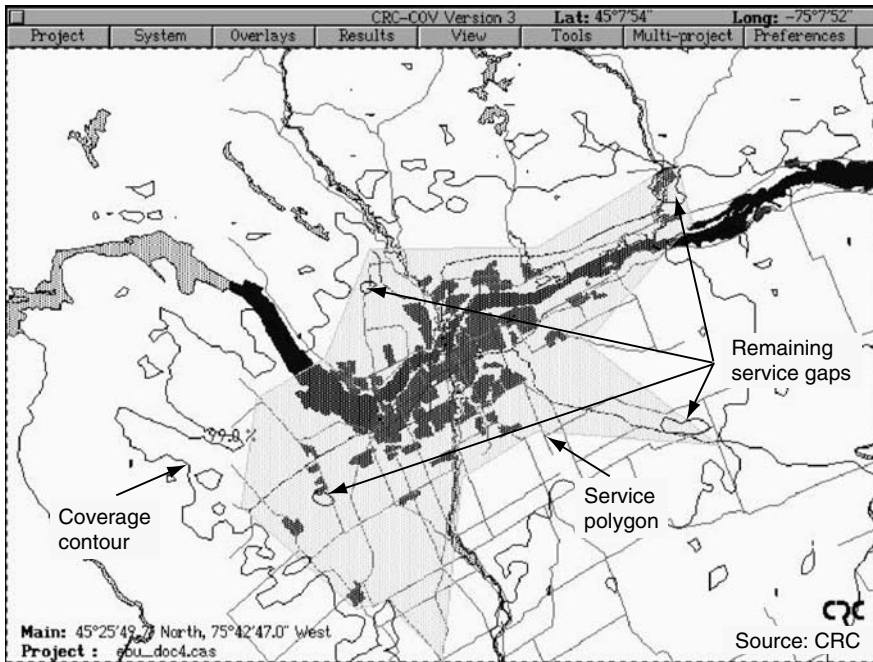 CRC-COV Version 3 Lat: 45°7'54" Long: -75°7'52"
Project System Overlays Results View Tools Multi-project Preferences
Remaining
service gaps
99.0 %
Coverage
contour
Service
polygon
CRC
Main: 45°25'49.7" North, 75°42'47.0" West
Project : ebu_doc4.cas
Source: CRC